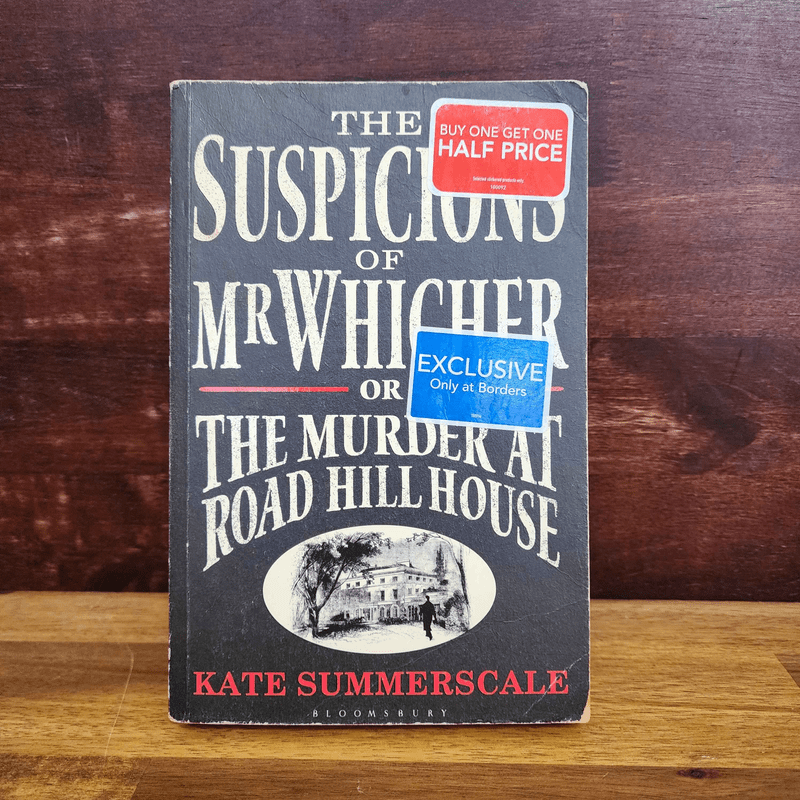 THE
SUSPICIONS
OF
MR WHICHER
OR
THE MURDER AT
ROAD HILL HOUSE
KATE SUMMERSCALE
BLOOMSBURY
BUY ONE GET ONE
HALF PRICE
EXCLUSIVE
Only at Borders